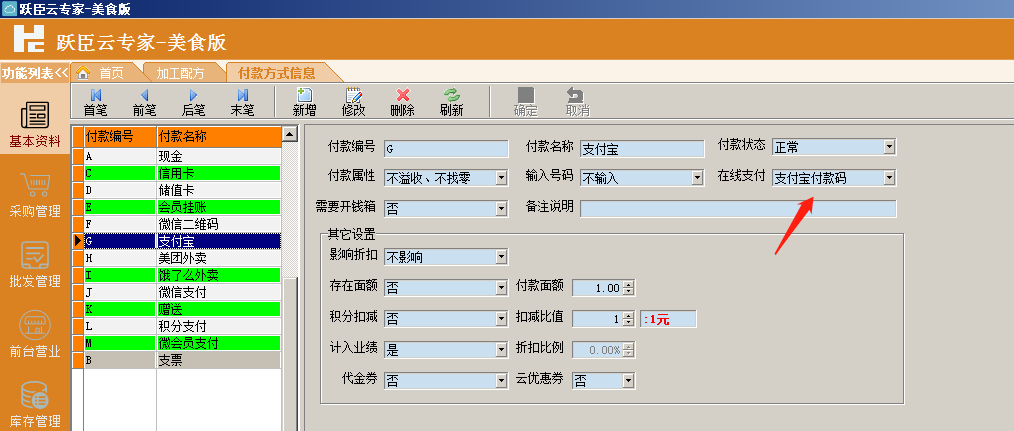 跃臣云专家-美食版
跃臣云专家-美食版
功能列表<< 首页 加工配方 付款方式信息
首笔 前笔 后笔 末笔 新增 修改 删除 刷新 确定 取消
基本资料
采购管理
批发管理
前台营业
库存管理
付款编号 付款名称
A 现金
C 信用卡
D 储值卡
E 会员挂账
F 微信二维码
G 支付宝
H 美团外卖
I 饿了么外卖
J 微信支付
K 赠送
L 积分支付
M 微会员支付
B 支票
付款编号 G 付款名称 支付宝 付款状态 正常
付款属性 不溢收、不找零 输入号码 不输入 在线支付 支付宝付款码
需要开钱箱 否 备注说明
其它设置
影响折扣 不影响
存在面额 否 付款面额 1.00
积分扣减 否 扣减比值 1 :1元
计入业绩 是 折扣比例 0.00%
代金券 否 云优惠券 否